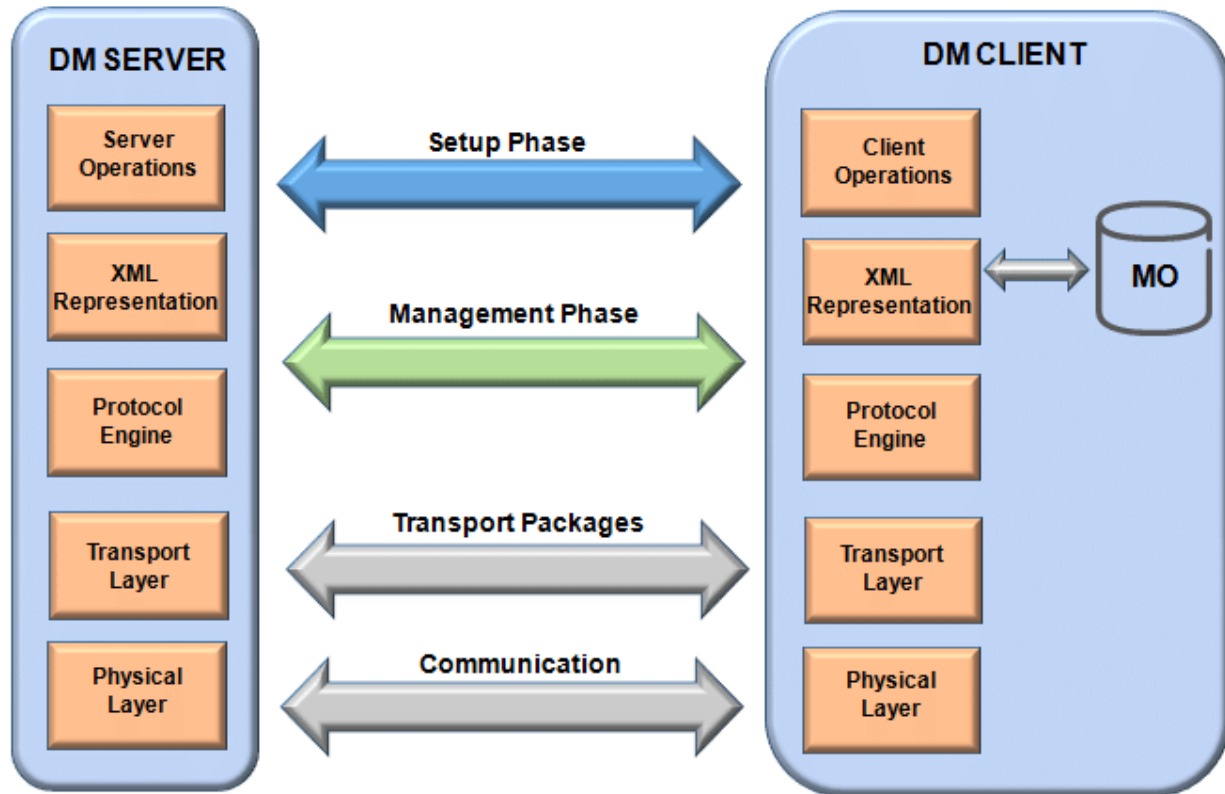 DM SERVER
Server
Operations
XML
Representation
Protocol
Engine
Transport
Layer
Physical
Layer
Setup Phase
Management Phase
Transport Packages
Communication
DM CLIENT
Client
Operations
XML
Representation
MO
Protocol
Engine
Transport
Layer
Physical
Layer